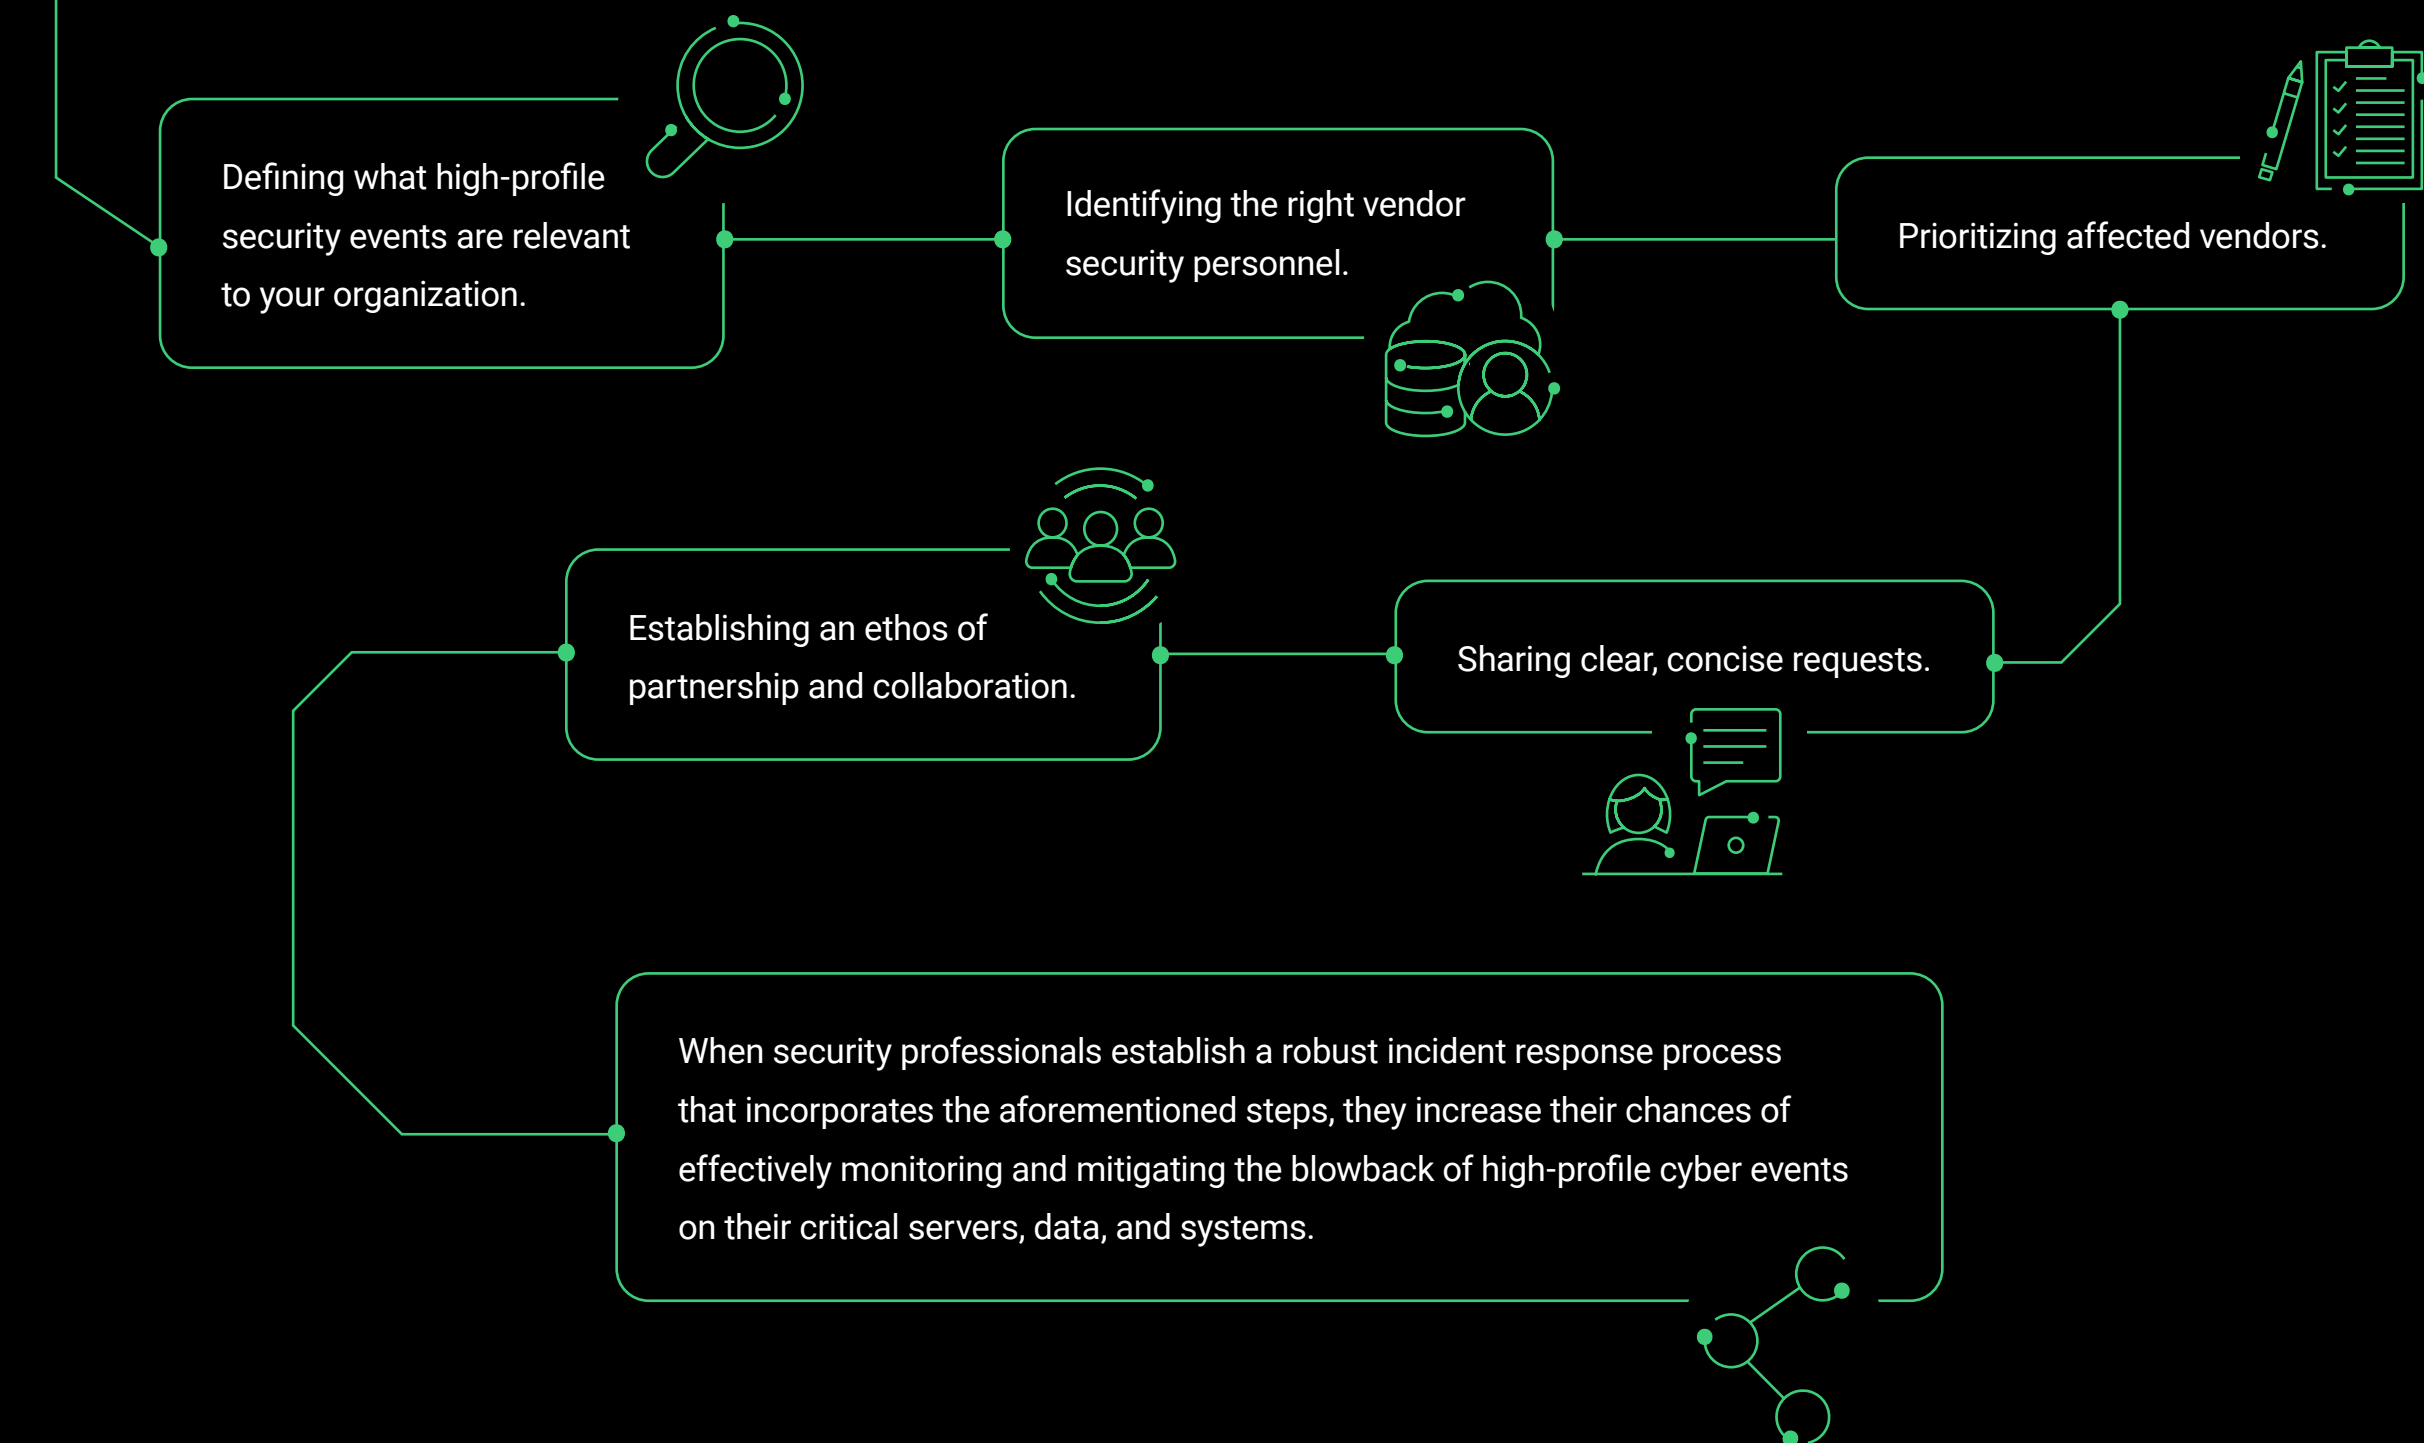 Defining what high-profile
security events are relevant
to your organization.
Identifying the right vendor
security personnel.
Prioritizing affected vendors.
Sharing clear, concise requests.
Establishing an ethos of
partnership and collaboration.
When security professionals establish a robust incident response process
that incorporates the aforementioned steps, they increase their chances of
effectively monitoring and mitigating the blowback of high-profile cyber events
on their critical servers, data, and systems.